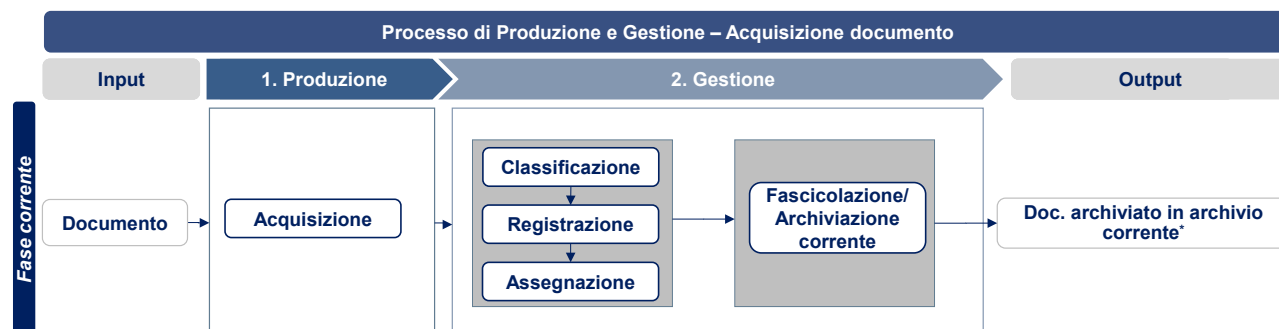 Processo di Produzione e Gestione – Acquisizione documento
Input
1. Produzione
2. Gestione
Output
Fase corrente
Documento
Acquisizione
Classificazione
Registrazione
Assegnazione
Fascicolazione/
Archiviazione
corrente
Doc. archiviato in archivio
corrente*